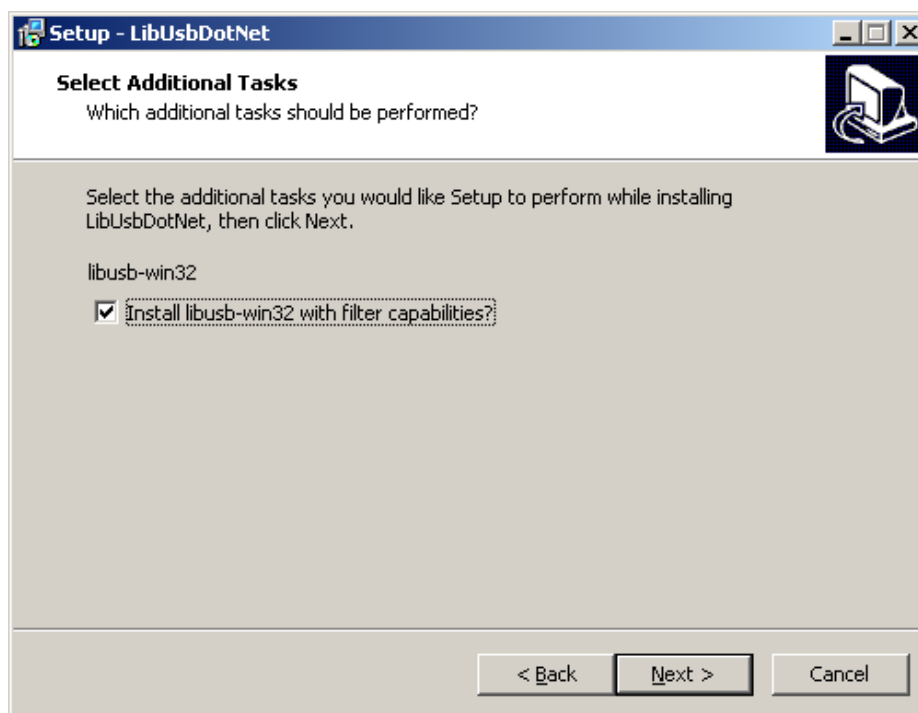 Setup - LibUsbDotNet
Select Additional Tasks
Which additional tasks should be performed?
Select the additional tasks you would like Setup to perform while installing
LibUsbDotNet, then click Next.
libusb-win32
Install libusb-win32 with filter capabilities?
< Back
Next >
Cancel